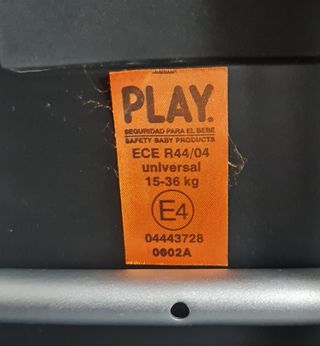 PLAY.
SEGURIDAD PARA EL BEBE
SAFETY BABY PRODUCTS
ECE R44/04
universal
15-36 kg
E4
04443728
0602A